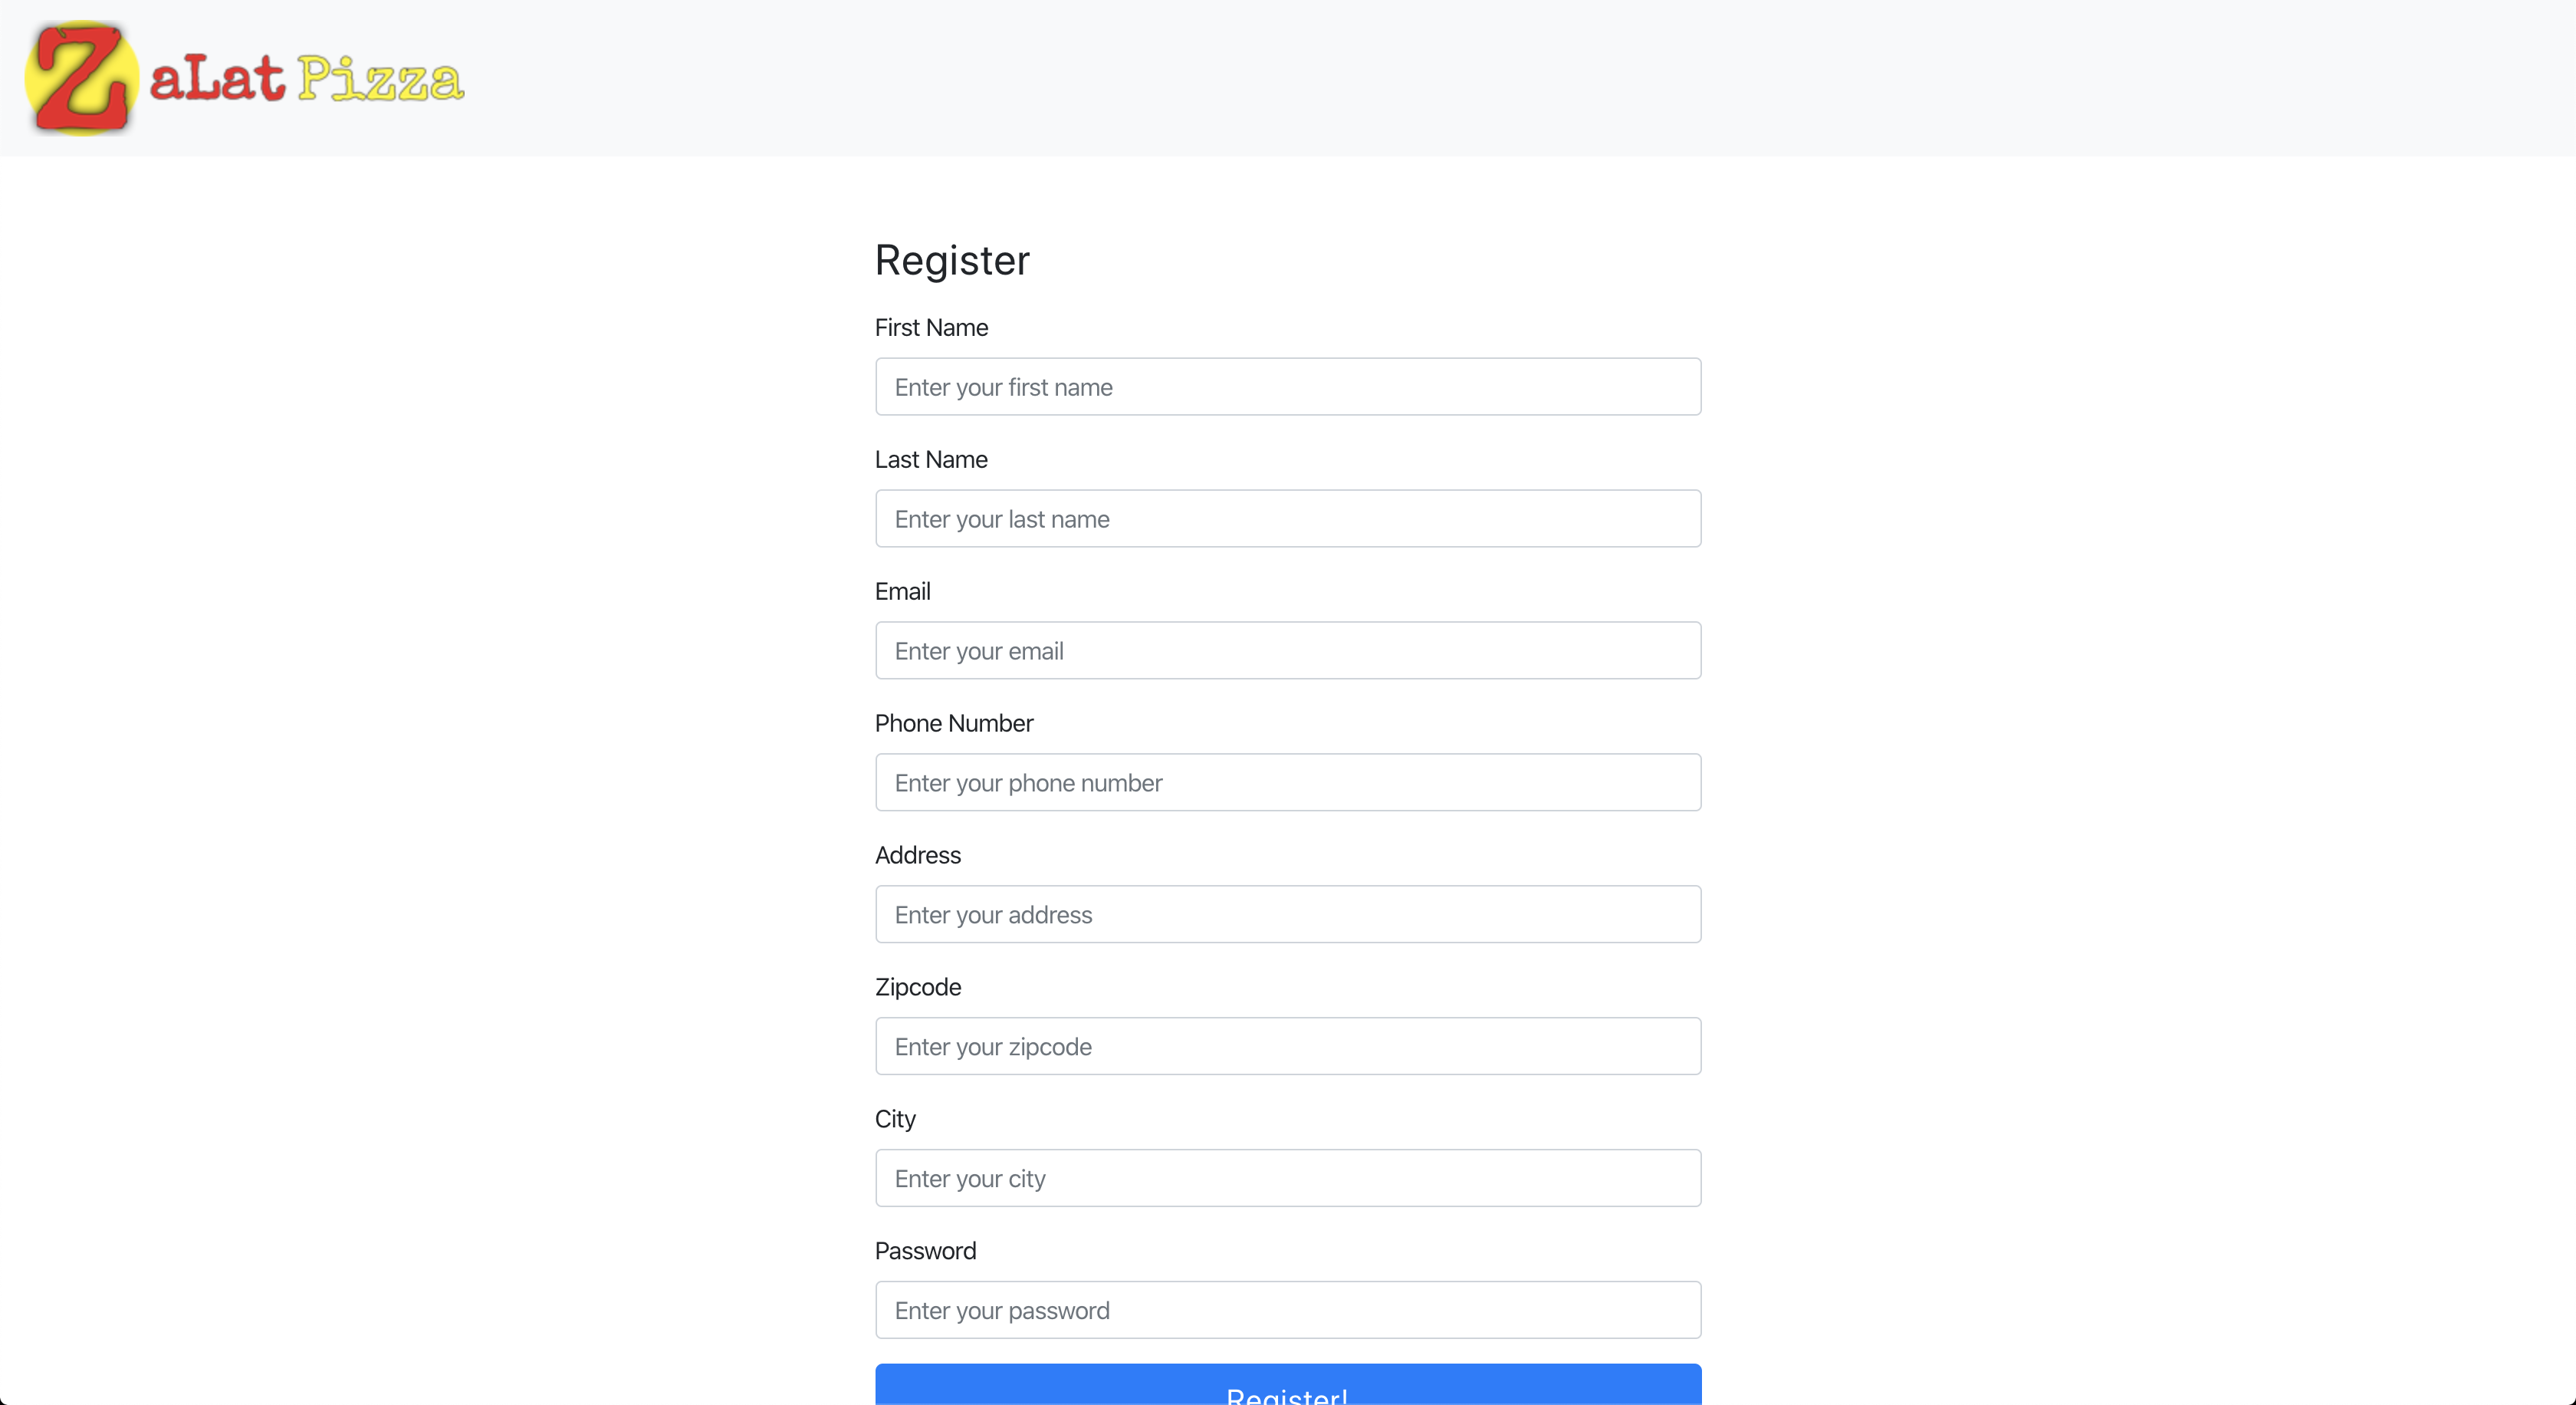 ZaLat Pizza
Register
First Name
Enter your first name
Last Name
Enter your last name
Email
Enter your email
Phone Number
Enter your phone number
Address
Enter your address
Zipcode
Enter your zipcode
City
Enter your city
Password
Enter your password
Register!